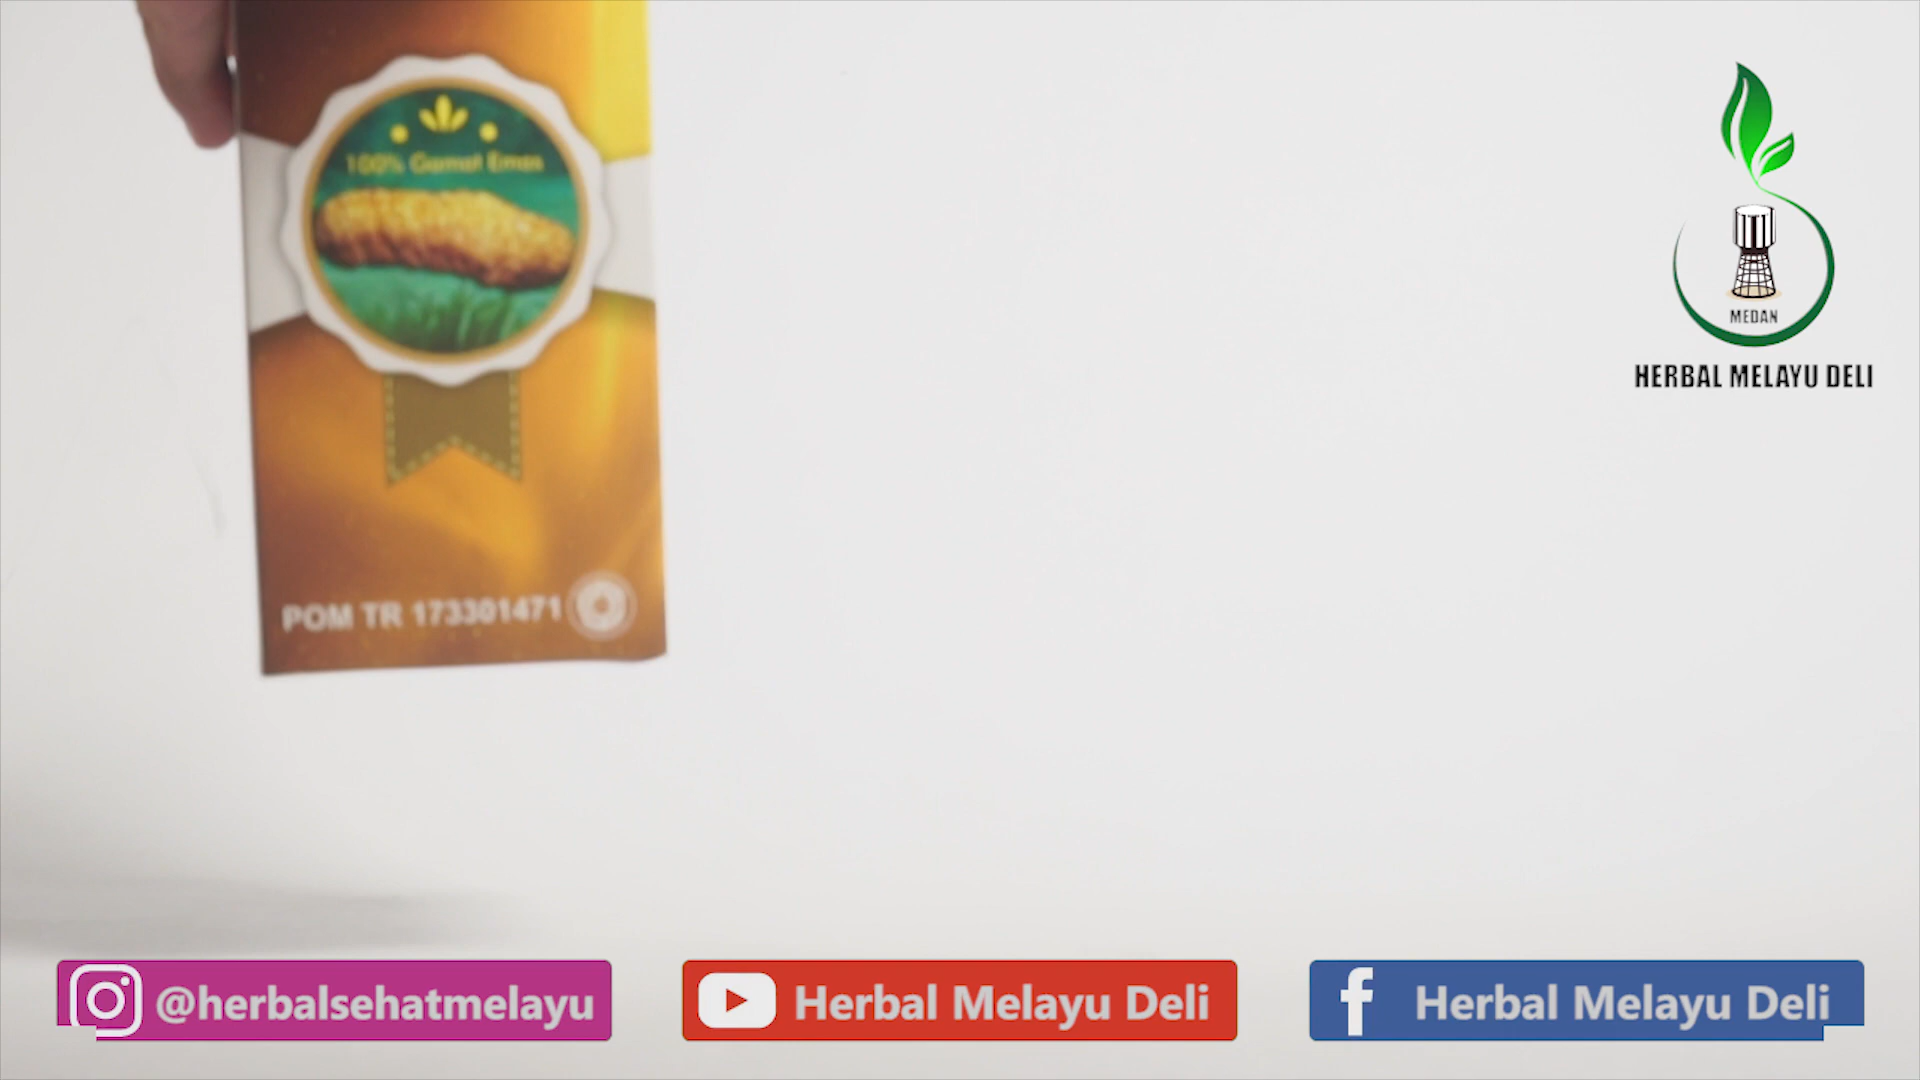 100% Gamat Emas
POM TR 173301471
MEDAN
HERBAL MELAYU DELI
@herbalsehatmelayu
Herbal Melayu Deli
Herbal Melayu Deli